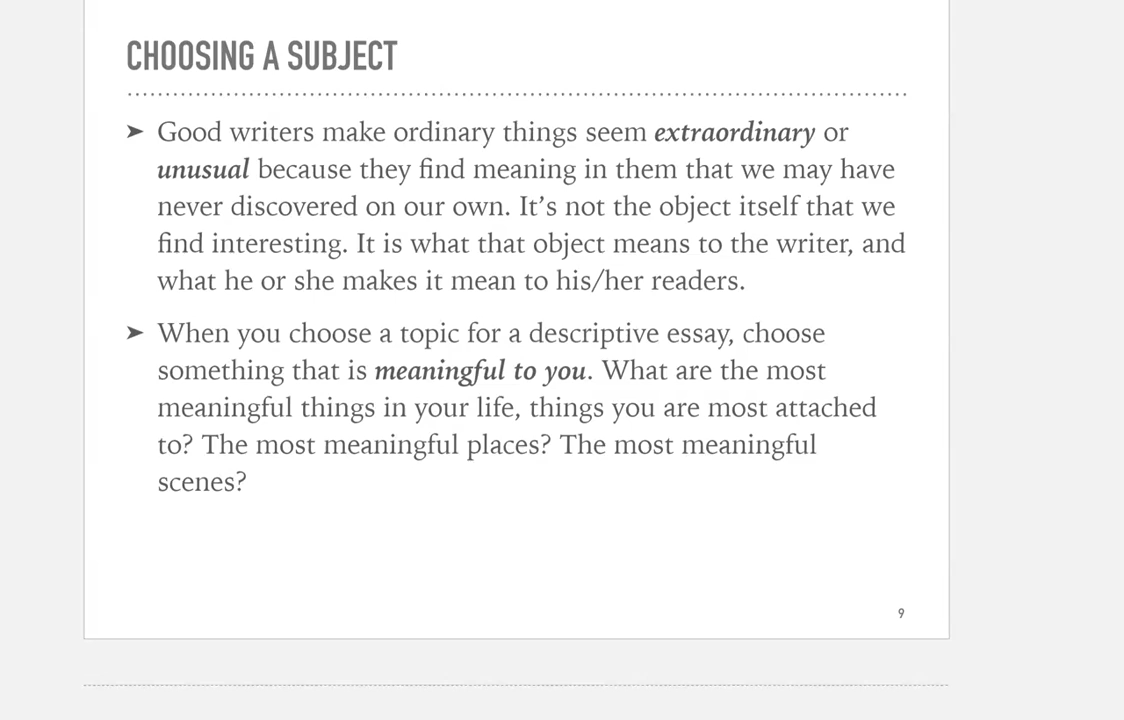 CHOOSING A SUBJECT
➤ Good writers make ordinary things seem extraordinary or
unusual because they find meaning in them that we may have
never discovered on our own. It’s not the object itself that we
find interesting. It is what that object means to the writer, and
what he or she makes it mean to his/her readers.
➤ When you choose a topic for a descriptive essay, choose
something that is meaningful to you. What are the most
meaningful things in your life, things you are most attached
to? The most meaningful places? The most meaningful
scenes?
9